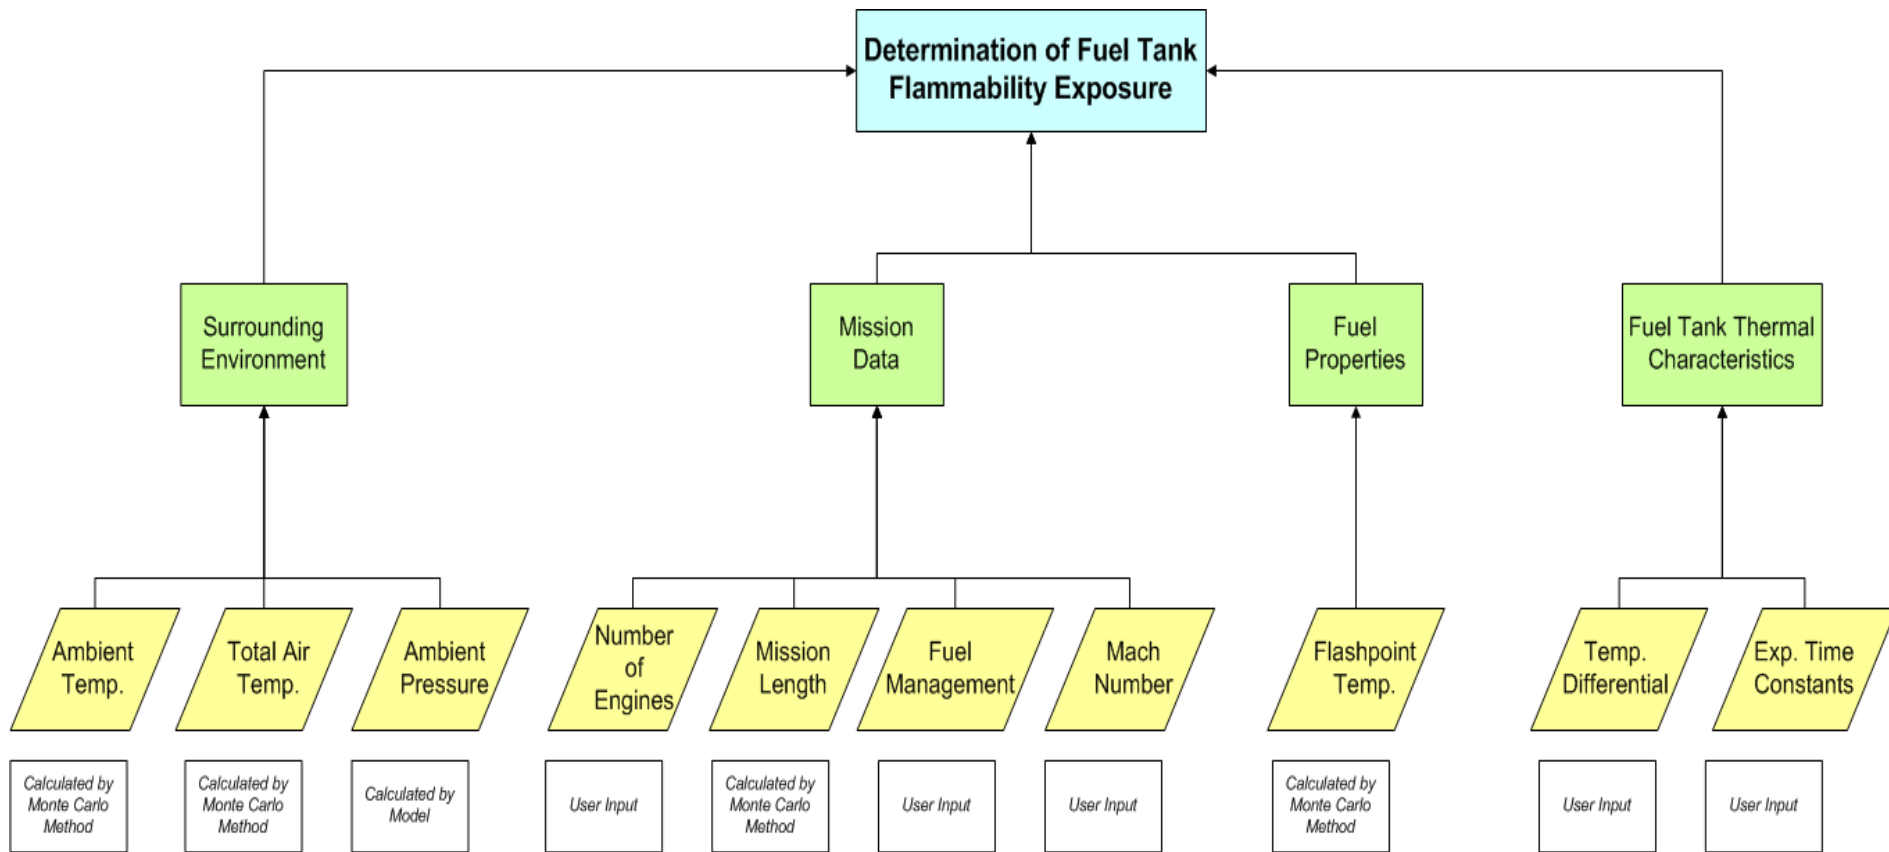 Determination of Fuel Tank
Flammability Exposure
Surrounding
Environment
Mission
Data
Fuel
Properties
Fuel Tank Thermal
Characteristics
Ambient
Temp.
Total Air
Temp.
Ambient
Pressure
Number
of
Engines
Mission
Length
Fuel
Management
Mach
Number
Flashpoint
Temp.
Temp.
Differential
Exp. Time
Constants
Calculated by
Monte Carlo
Method
Calculated by
Monte Carlo
Method
Calculated by
Model
User Input
Calculated by
Monte Carlo
Method
User Input
User Input
Calculated by
Monte Carlo
Method
User Input
User Input